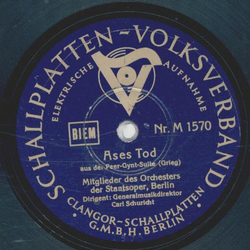 SCHALLPLATTEN-VOLKSVERBAND
ELEKTRISCHE AUFNAHME
BIEM
Nr. M 1570
Ases Tod
aus der Peer-Gynt-Suite (Grieg)
Mitglieder des Orchesters
der Staatsoper, Berlin
Dirigent: Generalmusikdirektor
Carl Schuricht
CLANGOR-SCHALLPLATTEN
G.M.B.H. BERLIN